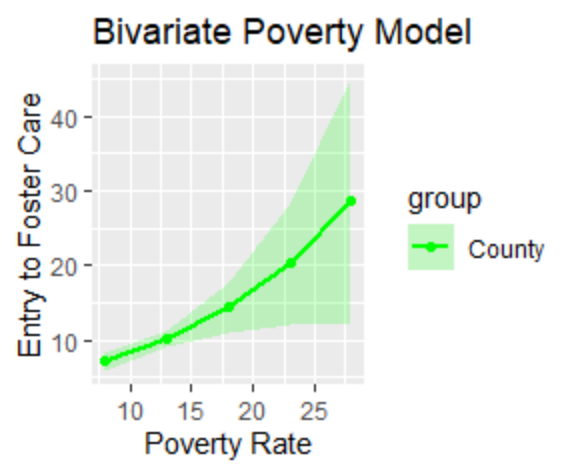 Bivariate Poverty Model
Entry to Foster Care
40
30
20
10
10 15 20 25
Poverty Rate
group
County